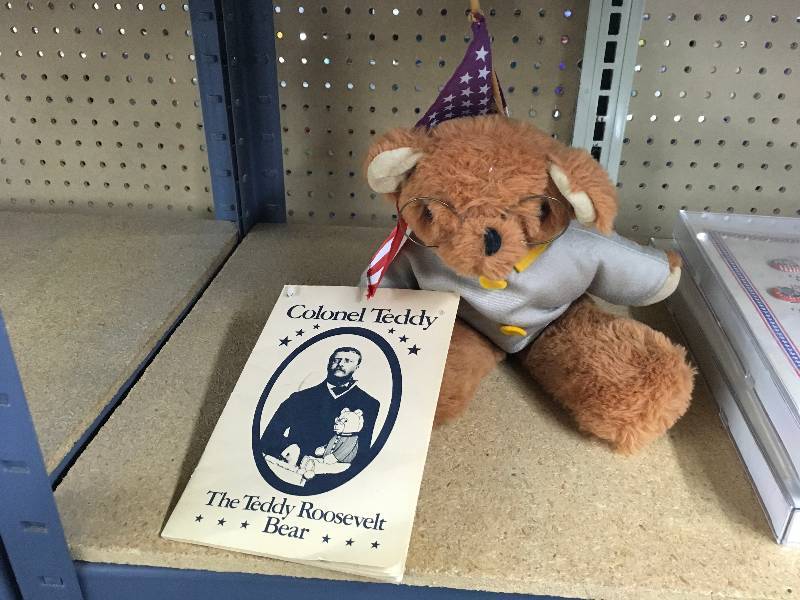 Colonel Teddy®
The Teddy Roosevelt
Bear